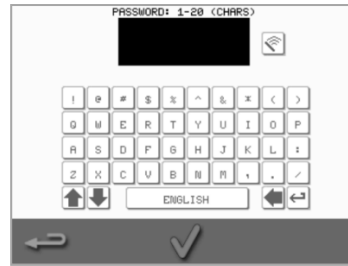 PASSWORD: 1-20 (CHARS)
! @ # $ % ^ & * ( )
Q W E R T Y U I O P
A S D F G H J K L :
Z X C V B N M , . /
ENGLISH